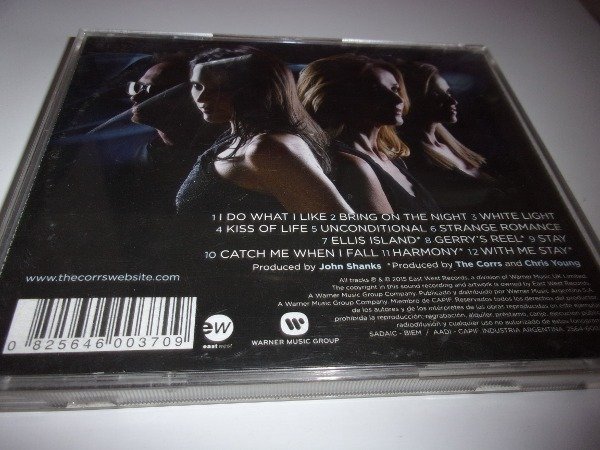 1 I DO WHAT I LIKE 2 BRING ON THE NIGHT 3 WHITE LIGHT
4 KISS OF LIFE 5 UNCONDITIONAL 6 STRANGE ROMANCE
7 ELLIS ISLAND* 8 GERRY'S REEL* 9 STAY
10 CATCH ME WHEN I FALL 11 HARMONY* 12 WITH ME STAY*
Produced by John Shanks *Produced by The Corrs and Chris Young
www.thecorrswebsite.com
All tracks ℗ & © 2015 East West Records, a division of Warner Music UK Limited.
The copyright in this sound recording and artwork is owned by East West Records.
A Warner Music Group Company. Publicado y distribuido por Warner Music Argentina
A Warner Music Group Company. Miembro de CAPIF. Reservados todos los derechos del productor
de los autores y de los intérpretes de las obras reproducidas en este ejemplar
prohibida la reproducción, regrabación, alquiler, préstamo, canje, ejecución pública
radiodifusión y cualquier uso no autorizado de estos fonogramas
SADAIC - BIEM / AADI - CAPIF. INDUSTRIA ARGENTINA.
0 825646 003709
ew
east west
WARNER MUSIC GROUP